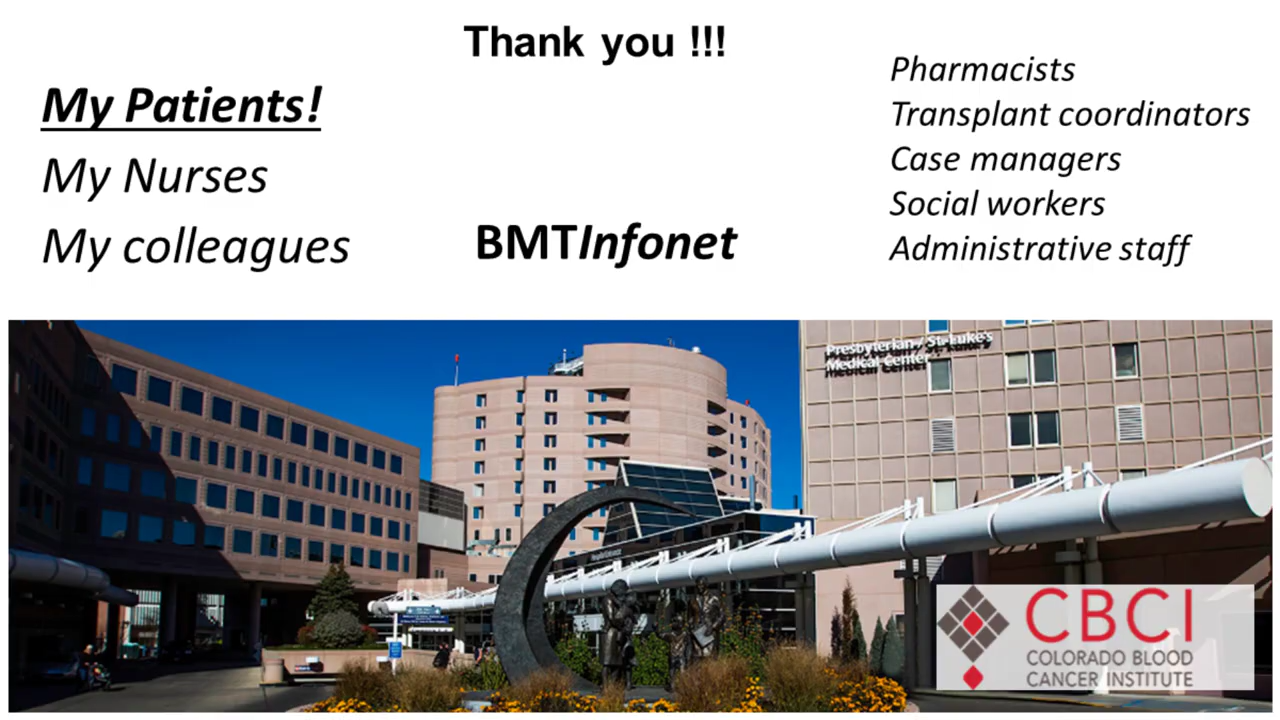 Thank you !!!
My Patients!
My Nurses
My colleagues
BMTInfonet
Pharmacists
Transplant coordinators
Case managers
Social workers
Administrative staff
Presbyterian / St. Luke's
Medical Center
CBCI
COLORADO BLOOD
CANCER INSTITUTE